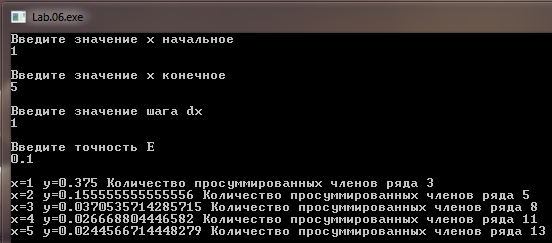 Lab.06.exe
Введите значение x начальное
1
Введите значение x конечное
5
Введите значение шага dx
1
Введите точность E
0.1
x=1 y=0.375 Количество просуммированных членов ряда 3
x=2 y=0.155555555555556 Количество просуммированных членов ряда 5
x=3 y=0.0370535714285715 Количество просуммированных членов ряда 8
x=4 y=0.026668804446582 Количество просуммированных членов ряда 11
x=5 y=0.0244566714448279 Количество просуммированных членов ряда 13